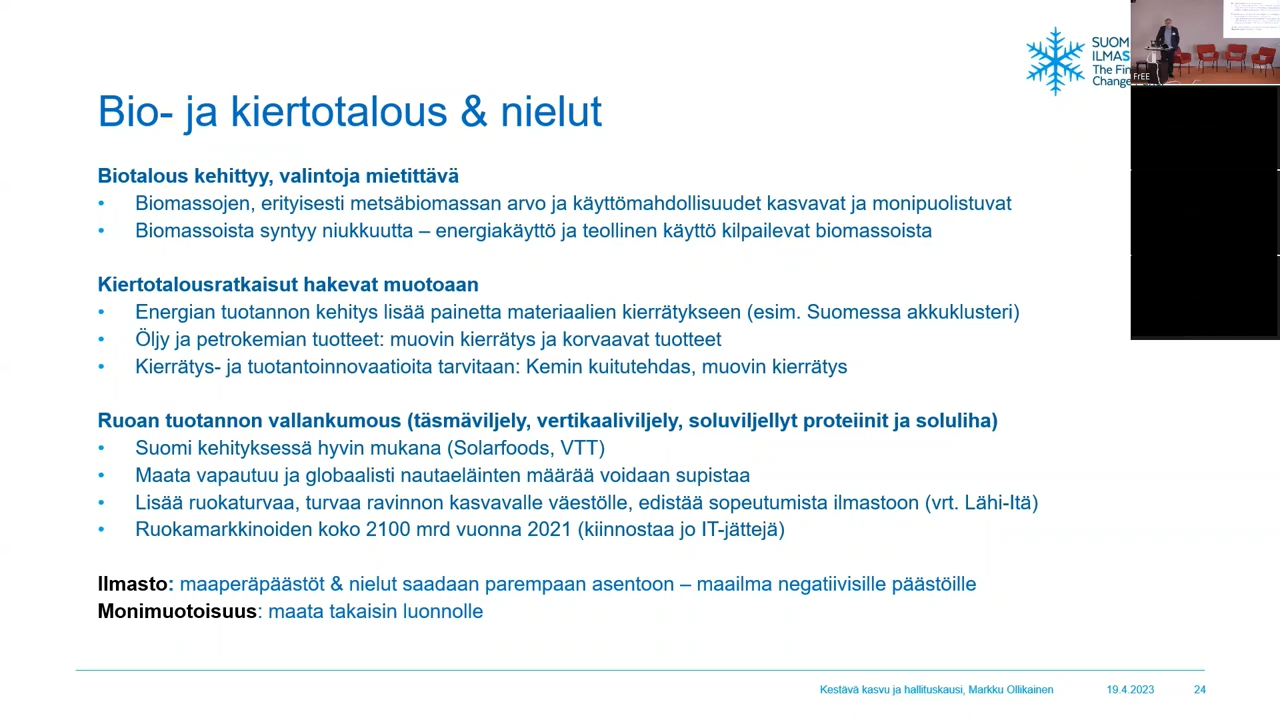 SUOM
ILMAS
The Fin
Change
FrEE
Bio- ja kiertotalous & nielut
Biotalous kehittyy, valintoja mietittävä
• Biomassojen, erityisesti metsäbiomassan arvo ja käyttömahdollisuudet kasvavat ja monipuolistuvat
• Biomassoista syntyy niukkuutta – energiakäyttö ja teollinen käyttö kilpailevat biomassoista
Kiertotalousratkaisut hakevat muotoaan
• Energian tuotannon kehitys lisää painetta materiaalien kierrätykseen (esim. Suomessa akkuklusteri)
• Öljy ja petrokemian tuotteet: muovin kierrätys ja korvaavat tuotteet
• Kierrätys- ja tuotantoinnovaatioita tarvitaan: Kemin kuitutehdas, muovin kierrätys
Ruoan tuotannon vallankumous (täsmäviljely, vertikaaliviljely, soluviljellyt proteiinit ja soluliha)
• Suomi kehityksessä hyvin mukana (Solarfoods, VTT)
• Maata vapautuu ja globaalisti nautaeläinten määrää voidaan supistaa
• Lisää ruokaturvaa, turvaa ravinnon kasvavalle väestölle, edistää sopeutumista ilmastoon (vrt. Lähi-Itä)
• Ruokamarkkinoiden koko 2100 mrd vuonna 2021 (kiinnostaa jo IT-jättejä)
Ilmasto: maaperäpäästöt & nielut saadaan parempaan asentoon – maailma negatiivisille päästöille
Monimuotoisuus: maata takaisin luonnolle
Kestävä kasvu ja hallituskausi, Markku Ollikainen 19.4.2023 24